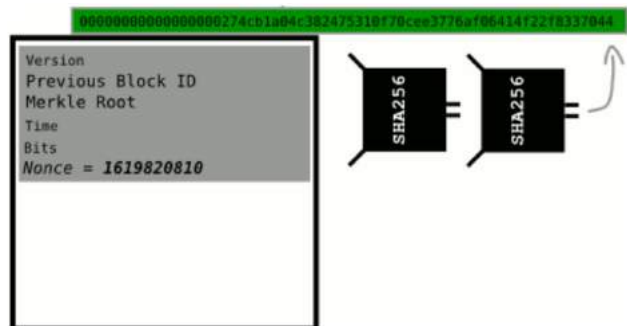 00000000000000000274cb1a04c382475310f70cee3776af06414f22f8337044
Version
Previous Block ID
Merkle Root
Time
Bits
Nonce = 1619820810
SHA256
SHA256